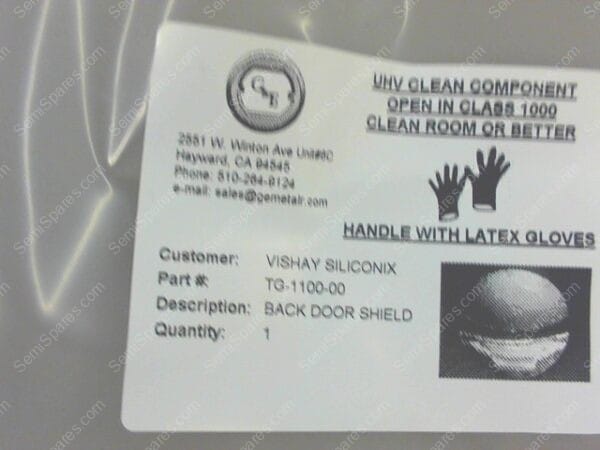 G&E
2551 W. Winton Ave Unit#6C
Hayward, CA 94545
Phone: 510-264-9124
e-mail: sales@gemetalr.com
UHV CLEAN COMPONENT
OPEN IN CLASS 1000
CLEAN ROOM OR BETTER
HANDLE WITH LATEX GLOVES
Customer: VISHAY SILICONIX
Part #: TG-1100-00
Description: BACK DOOR SHIELD
Quantity: 1
SemiSpares.com